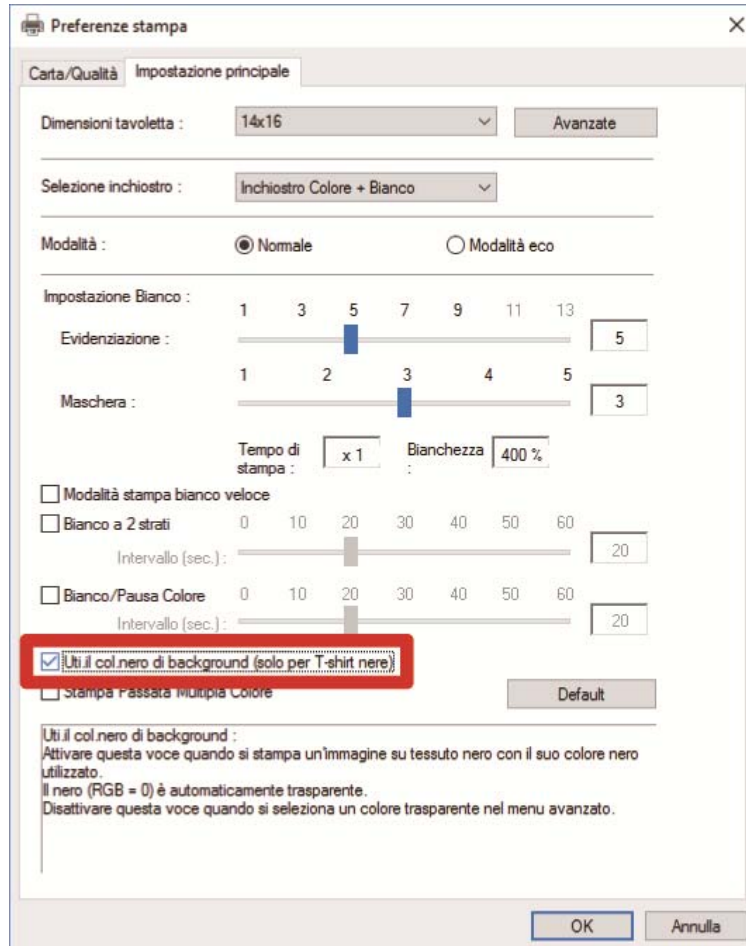 Preferenze stampa
Carta/Qualità Impostazione principale
Dimensioni tavoletta : 14x16 Avanzate
Selezione inchiostro : Inchiostro Colore + Bianco
Modalità : Normale Modalità eco
Impostazione Bianco :
1 3 5 7 9 11 13
Evidenziazione : 5
1 2 3 4 5
Maschera : 3
Tempo di stampa : x 1 Bianchezza : 400 %
Modalità stampa bianco veloce
Bianco a 2 strati 0 10 20 30 40 50 60
Intervallo (sec.) : 20
Bianco/Pausa Colore 0 10 20 30 40 50 60
Intervallo (sec.) : 20
Uti.il col.nero di background (solo per T-shirt nere)
Stampa Passata Multipla Colore Default
Uti.il col.nero di background :
Attivare questa voce quando si stampa un'immagine su tessuto nero con il suo colore nero
utilizzato.
Il nero (RGB = 0) è automaticamente trasparente.
Disattivare questa voce quando si seleziona un colore trasparente nel menu avanzato.
OK Annulla